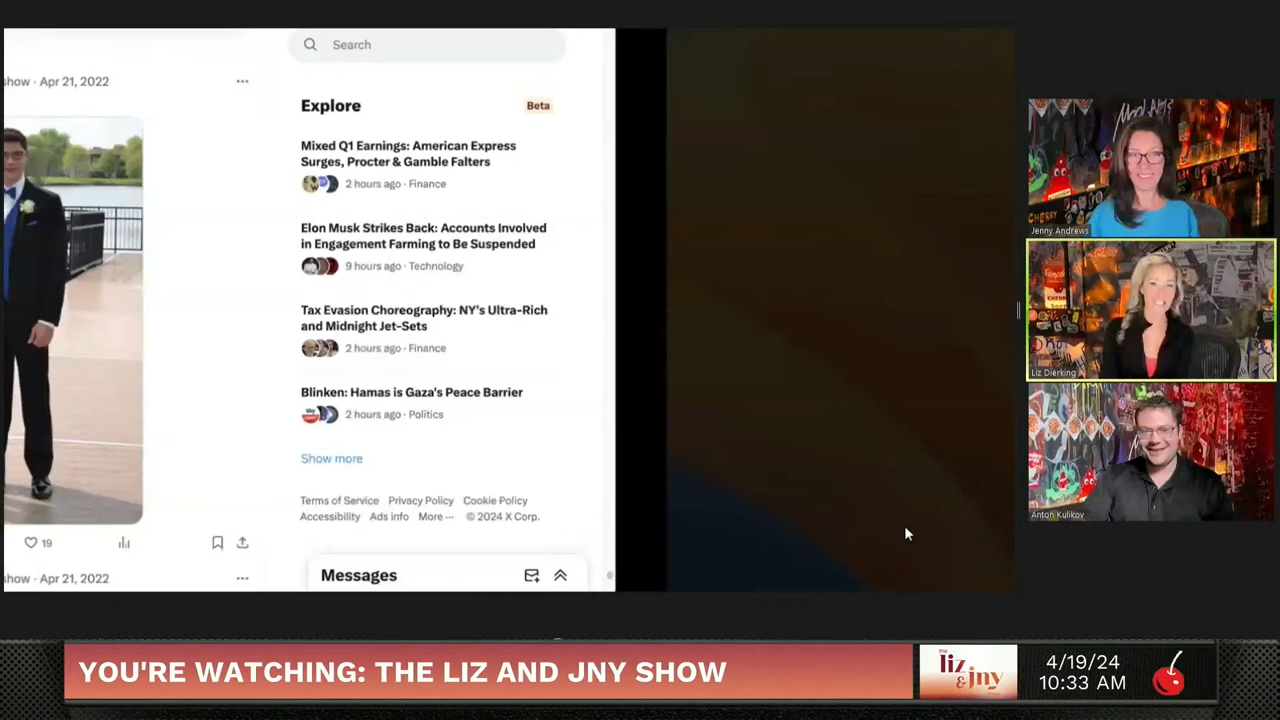 Search
show · Apr 21, 2022
Explore
Beta
Mixed Q1 Earnings: American Express
Surges, Procter & Gamble Falters
2 hours ago · Finance
Elon Musk Strikes Back: Accounts Involved
in Engagement Farming to Be Suspended
9 hours ago · Technology
Tax Evasion Choreography: NY's Ultra-Rich
and Midnight Jet-Sets
2 hours ago · Finance
Blinken: Hamas is Gaza's Peace Barrier
2 hours ago · Politics
Show more
Terms of Service Privacy Policy Cookie Policy
Accessibility Ads info More ··· © 2024 X Corp.
19
Messages
show · Apr 21, 2022
CHERRY
Jenny Andrews
Campbell's
Liz Dierking
Anton Kulikov
YOU'RE WATCHING: THE LIZ AND JNY SHOW
the
liz
& jny
4/19/24
10:33 AM